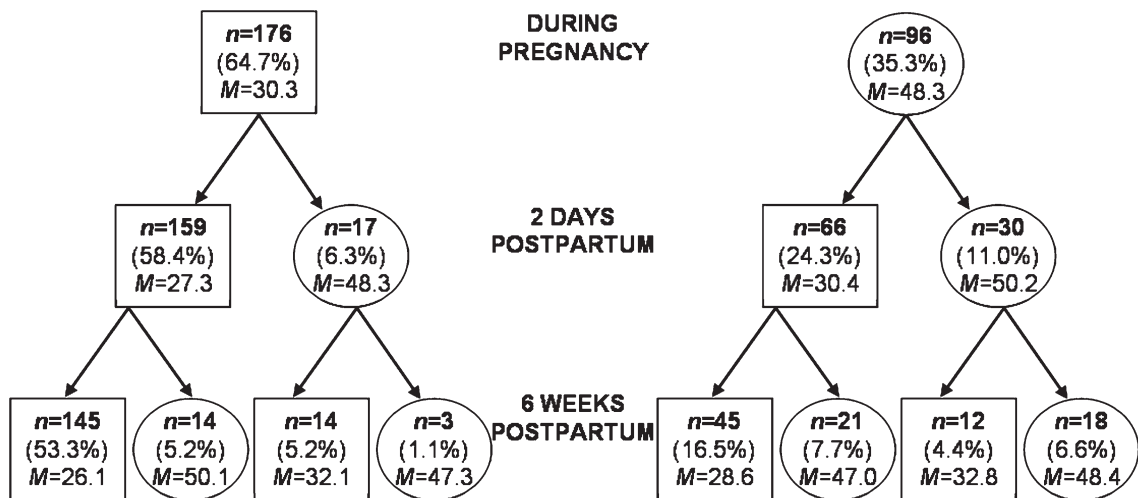 n=176
(64.7%)
M=30.3
DURING
PREGNANCY
n=96
(35.3%)
M=48.3
n=159
(58.4%)
M=27.3
n=17
(6.3%)
M=48.3
2 DAYS
POSTPARTUM
n=66
(24.3%)
M=30.4
n=30
(11.0%)
M=50.2
n=145
(53.3%)
M=26.1
n=14
(5.2%)
M=50.1
n=14
(5.2%)
M=32.1
n=3
(1.1%)
M=47.3
6 WEEKS
POSTPARTUM
n=45
(16.5%)
M=28.6
n=21
(7.7%)
M=47.0
n=12
(4.4%)
M=32.8
n=18
(6.6%)
M=48.4